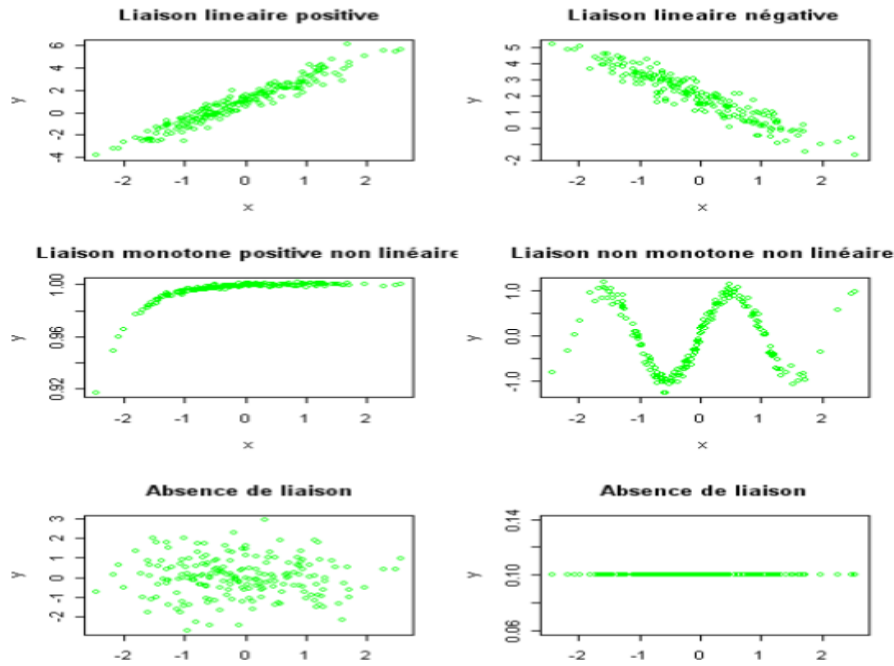 Liaison lineaire positive
y
6
4
2
0
-2
-4
-2 -1 0 1 2
x
Liaison lineaire négative
y
5
4
3
2
1
0
-2
-2 -1 0 1 2
x
Liaison monotone positive non linéaire
y
1.00
0.96
0.92
-2 -1 0 1 2
x
Liaison non monotone non linéaire
y
1.0
0.0
-1.0
-2 -1 0 1 2
x
Absence de liaison
y
3
2
1
0
-1
-2
-2 -1 0 1 2
x
Absence de liaison
y
0.14
0.10
0.06
-2 -1 0 1 2
x